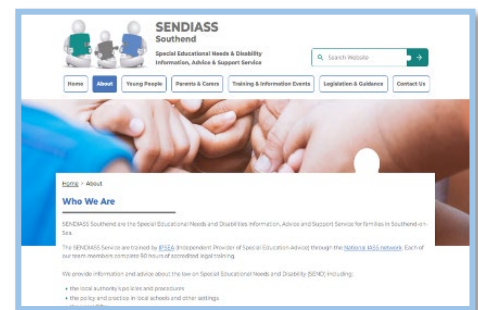 SENDIASS
Southend
Special Educational Needs & Disability
Information, Advice & Support Service
Search Website
Home
About
Young People
Parents & Carers
Training & Information Events
Legislation & Guidance
Contact Us
Home > About
Who We Are
SENDIASS Southend are the Special Educational Needs and Disabilities Information, Advice and Support Service for families in Southend-on-
Sea.
The SENDIASS Service are trained by IPSEA (Independent Provider of Special Education Advice) through the National IASS network. Each of
our team members complete 90 hours of accredited legal training.
We provide information and advice about the law on Special Educational Needs and Disability (SEND) including:
• the local authority's policies and procedures
• the policy and practice in local schools and other settings